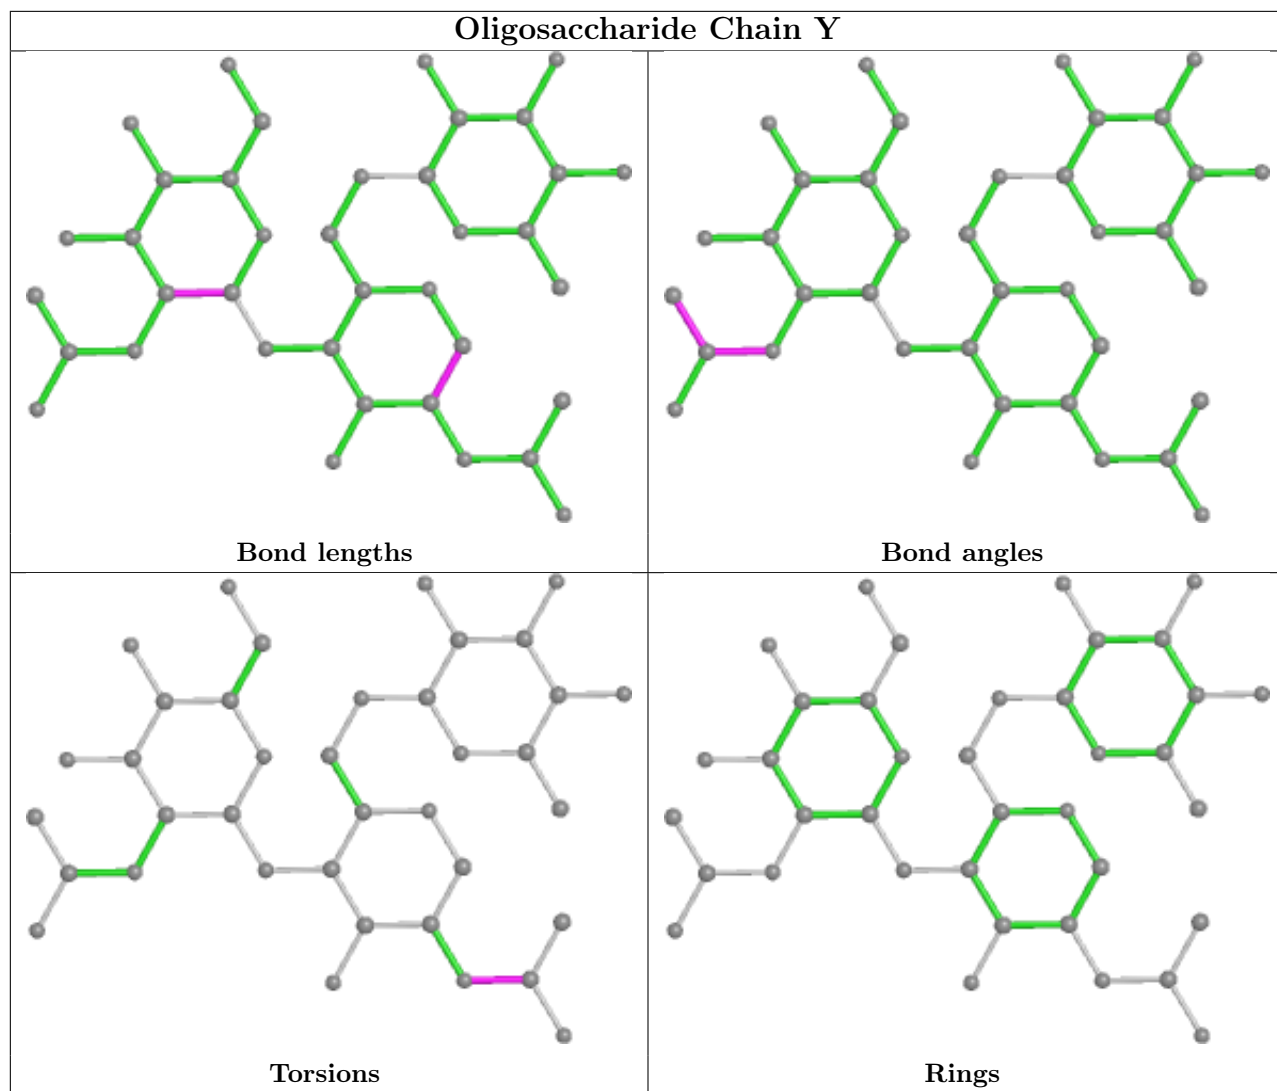 Oligosaccharide Chain Y
Bond lengths
Bond angles
Torsions
Rings